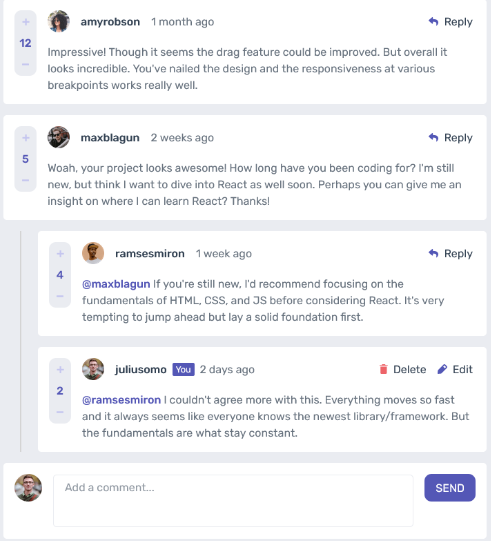 +
amyrobson 1 month ago Reply
12
Impressive! Though it seems the drag feature could be improved. But overall it
looks incredible. You've nailed the design and the responsiveness at various
breakpoints works really well.
−
+
maxblagun 2 weeks ago Reply
5
Woah, your project looks awesome! How long have you been coding for? I'm still
new, but think I want to dive into React as well soon. Perhaps you can give me an
insight on where I can learn React? Thanks!
−
+
ramsesmiron 1 week ago Reply
4
@maxblagun If you're still new, I'd recommend focusing on the
fundamentals of HTML, CSS, and JS before considering React. It's very
tempting to jump ahead but lay a solid foundation first.
−
+
juliusomo You 2 days ago Delete Edit
2
@ramsesmiron I couldn't agree more with this. Everything moves so fast
and it always seems like everyone knows the newest library/framework. But
the fundamentals are what stay constant.
−
Add a comment... SEND